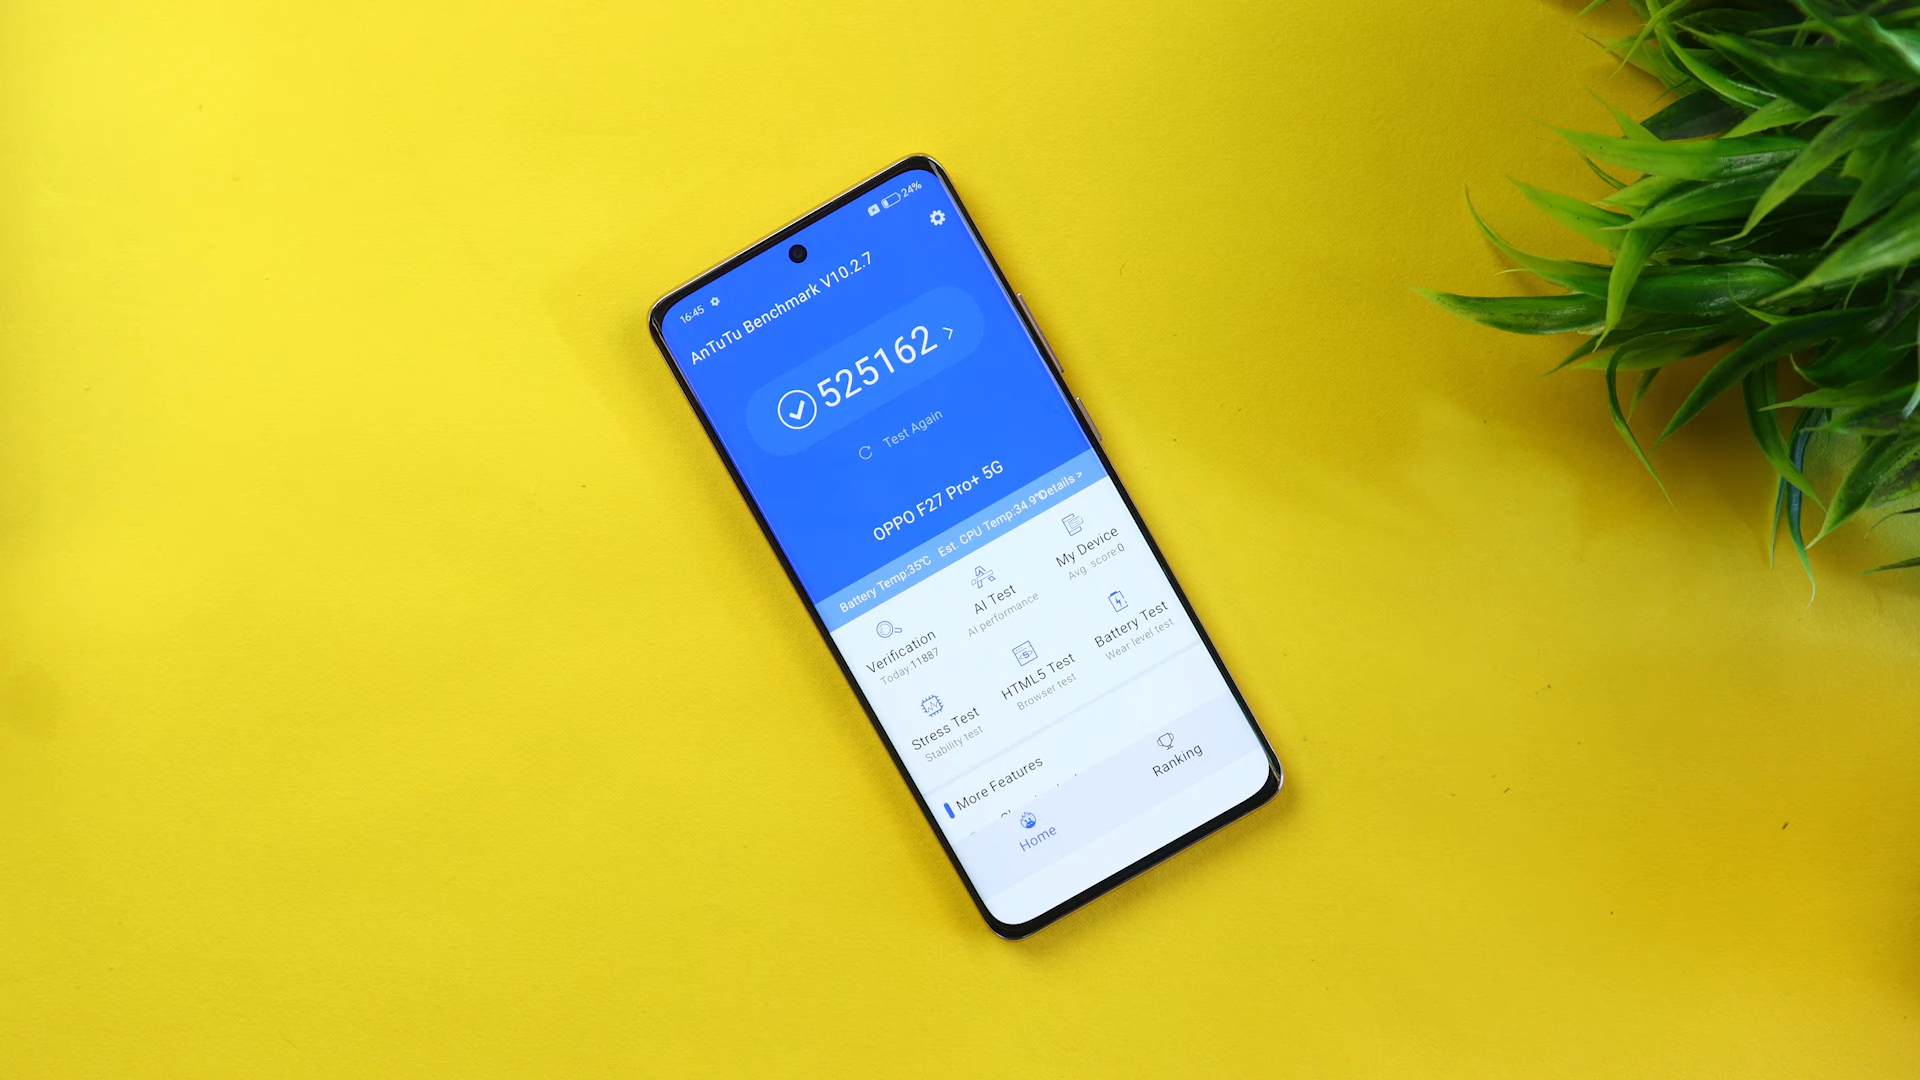 16:45
24%
AnTuTu Benchmark V10.2.7
525162
Test Again
OPPO F27 Pro+ 5G
Battery Temp:35℃ Est. CPU Temp:34.9℃ Details >
Verification
Today 11887
AI Test
AI performance
My Device
Avg. score:0
Stress Test
Stability test
HTML5 Test
Browser test
Battery Test
Wear level test
More Features
Home
Ranking